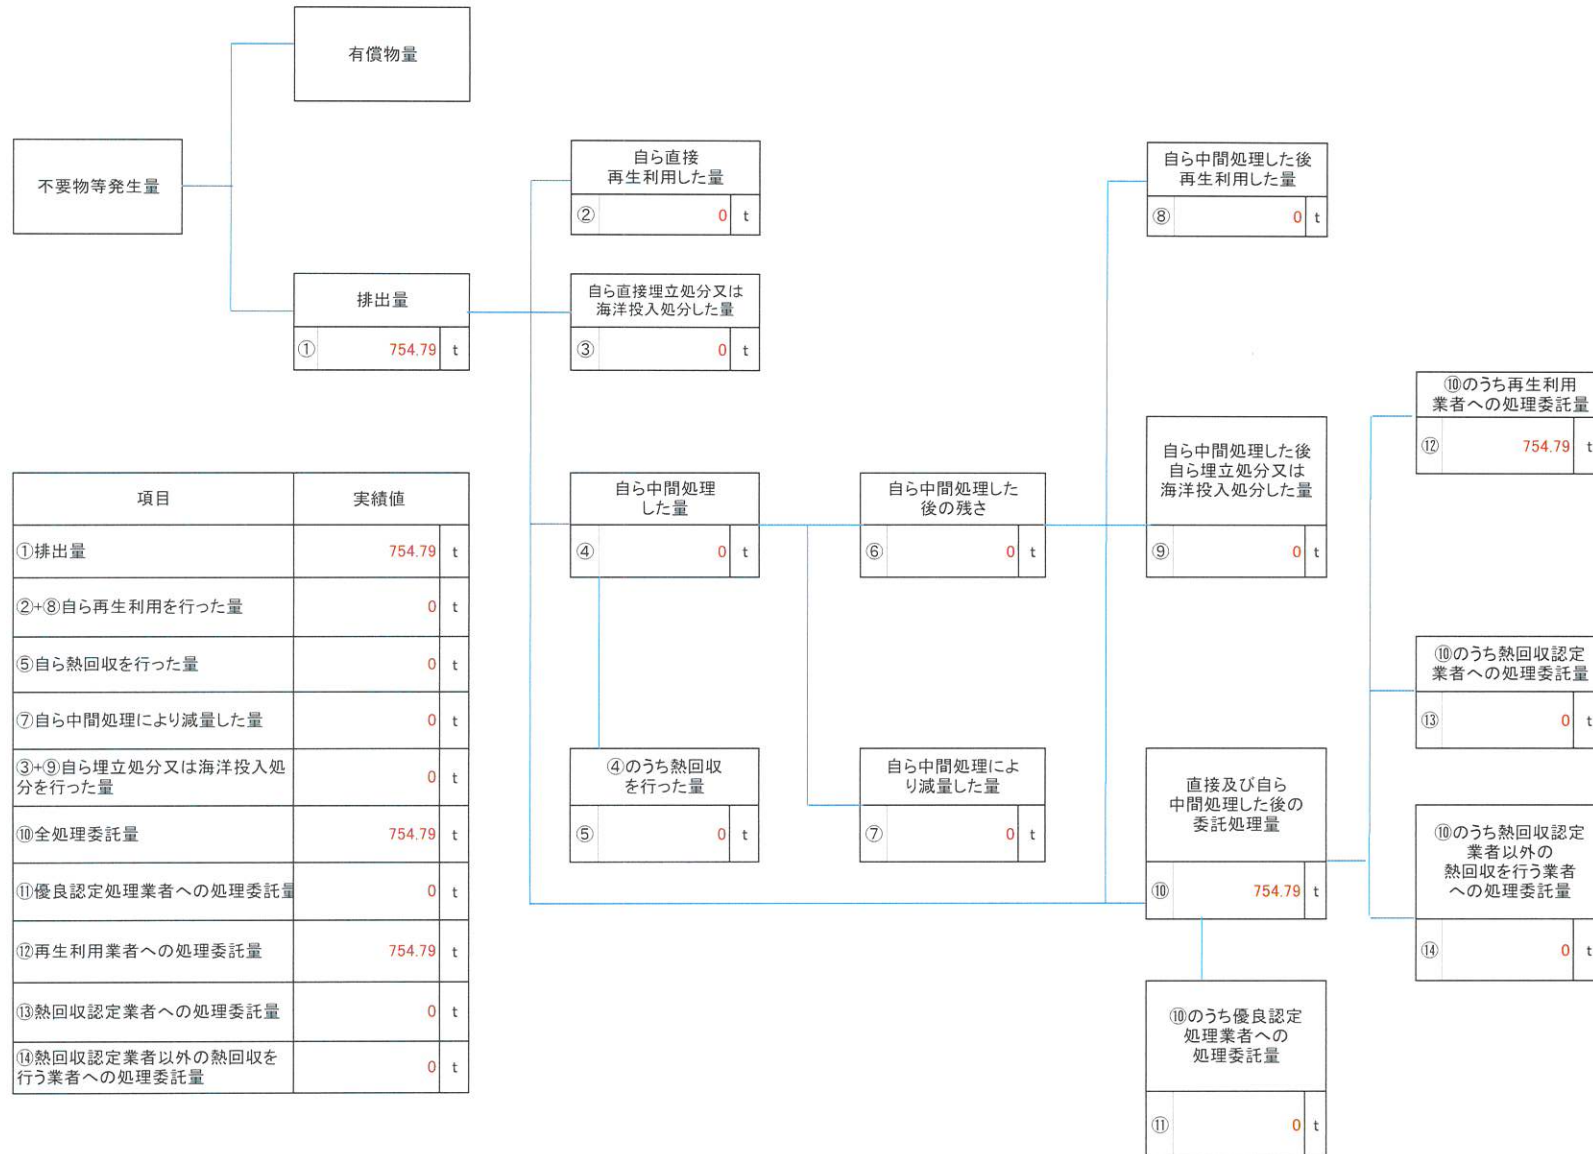 有償物量
不要物等発生量
排出量
① 754.79 t
自ら直接
再生利用した量
② 0 t
自ら直接埋立処分又は
海洋投入処分した量
③ 0 t
自ら中間処理
した量
④ 0 t
④のうち熱回収
を行った量
⑤ 0 t
自ら中間処理した
後の残さ
⑥ 0 t
自ら中間処理によ
り減量した量
⑦ 0 t
自ら中間処理した後
再生利用した量
⑧ 0 t
自ら中間処理した後
自ら埋立処分又は
海洋投入処分した量
⑨ 0 t
直接及び自ら
中間処理した後の
委託処理量
⑩ 754.79 t
⑩のうち優良認定
処理業者への
処理委託量
⑪ 0 t
⑩のうち再生利用
業者への処理委託量
⑫ 754.79 t
⑩のうち熱回収認定
業者への処理委託量
⑬ 0 t
⑩のうち熱回収認定
業者以外の
熱回収を行う業者
への処理委託量
⑭ 0 t
項目 実績値
①排出量 754.79 t
②+⑧自ら再生利用を行った量 0 t
⑤自ら熱回収を行った量 0 t
⑦自ら中間処理により減量した量 0 t
③+⑨自ら埋立処分又は海洋投入処
分を行った量 0 t
⑩全処理委託量 754.79 t
⑪優良認定処理業者への処理委託量 0 t
⑫再生利用業者への処理委託量 754.79 t
⑬熱回収認定業者への処理委託量 0 t
⑭熱回収認定業者以外の熱回収を
行う業者への処理委託量 0 t